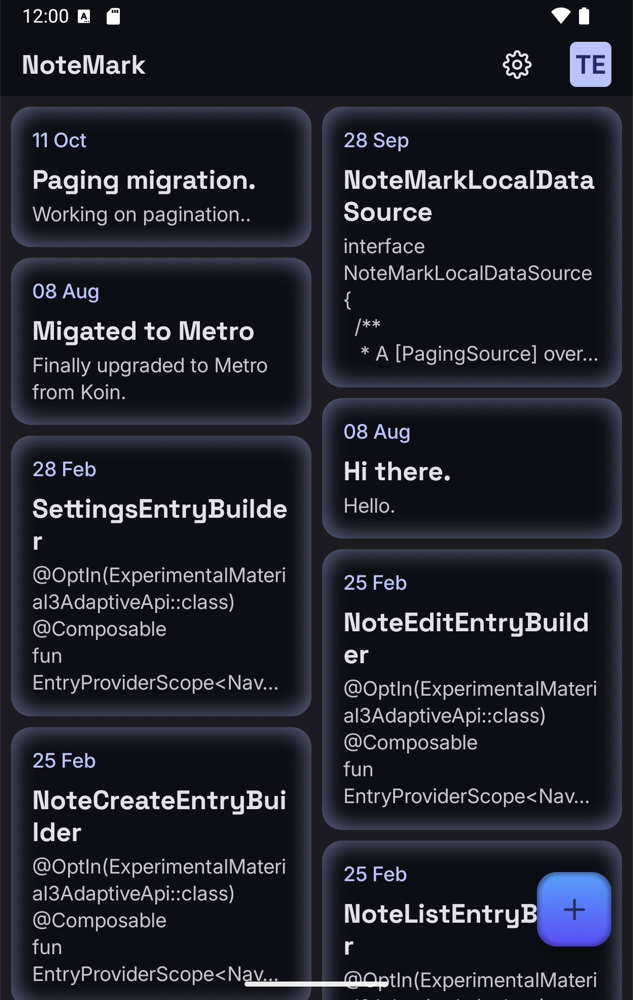 12:00
NoteMark
TE
11 Oct
Paging migration.
Working on pagination..
08 Aug
Migated to Metro
Finally upgraded to Metro
from Koin.
28 Feb
SettingsEntryBuilde
r
@OptIn(ExperimentalMateri
al3AdaptiveApi::class)
@Composable
fun
EntryProviderScope<Nav...
25 Feb
NoteCreateEntryBui
lder
@OptIn(ExperimentalMateri
al3AdaptiveApi::class)
@Composable
fun
EntryProviderScope<Nav...
28 Sep
NoteMarkLocalData
Source
interface
NoteMarkLocalDataSource
{
/**
* A [PagingSource] over...
08 Aug
Hi there.
Hello.
25 Feb
NoteEditEntryBuild
er
@OptIn(ExperimentalMateri
al3AdaptiveApi::class)
@Composable
fun
EntryProviderScope<Nav...
25 Feb
NoteListEntryB
r
@OptIn(ExperimentalMateri